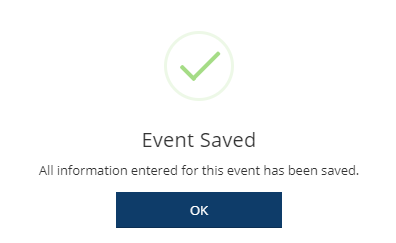 Event Saved
All information entered for this event has been saved.
OK